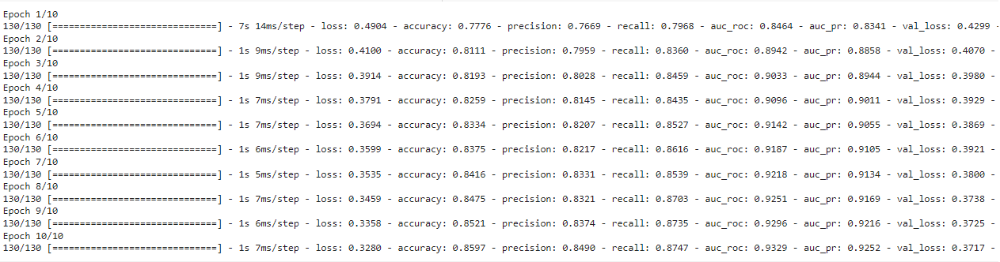 Epoch 1/10
130/130 [==============================] - 7s 14ms/step - loss: 0.4904 - accuracy: 0.7776 - precision: 0.7669 - recall: 0.7968 - auc_roc: 0.8464 - auc_pr: 0.8341 - val_loss: 0.4299 -
Epoch 2/10
130/130 [==============================] - 1s 9ms/step - loss: 0.4100 - accuracy: 0.8111 - precision: 0.7959 - recall: 0.8360 - auc_roc: 0.8942 - auc_pr: 0.8858 - val_loss: 0.4070 -
Epoch 3/10
130/130 [==============================] - 1s 9ms/step - loss: 0.3914 - accuracy: 0.8193 - precision: 0.8028 - recall: 0.8459 - auc_roc: 0.9033 - auc_pr: 0.8944 - val_loss: 0.3980 -
Epoch 4/10
130/130 [==============================] - 1s 7ms/step - loss: 0.3791 - accuracy: 0.8259 - precision: 0.8145 - recall: 0.8435 - auc_roc: 0.9096 - auc_pr: 0.9011 - val_loss: 0.3929 -
Epoch 5/10
130/130 [==============================] - 1s 7ms/step - loss: 0.3694 - accuracy: 0.8334 - precision: 0.8207 - recall: 0.8527 - auc_roc: 0.9142 - auc_pr: 0.9055 - val_loss: 0.3869 -
Epoch 6/10
130/130 [==============================] - 1s 6ms/step - loss: 0.3599 - accuracy: 0.8375 - precision: 0.8217 - recall: 0.8616 - auc_roc: 0.9187 - auc_pr: 0.9105 - val_loss: 0.3921 -
Epoch 7/10
130/130 [==============================] - 1s 5ms/step - loss: 0.3535 - accuracy: 0.8416 - precision: 0.8331 - recall: 0.8539 - auc_roc: 0.9218 - auc_pr: 0.9134 - val_loss: 0.3800 -
Epoch 8/10
130/130 [==============================] - 1s 7ms/step - loss: 0.3459 - accuracy: 0.8475 - precision: 0.8321 - recall: 0.8703 - auc_roc: 0.9251 - auc_pr: 0.9169 - val_loss: 0.3738 -
Epoch 9/10
130/130 [==============================] - 1s 6ms/step - loss: 0.3358 - accuracy: 0.8521 - precision: 0.8374 - recall: 0.8735 - auc_roc: 0.9296 - auc_pr: 0.9216 - val_loss: 0.3725 -
Epoch 10/10
130/130 [==============================] - 1s 7ms/step - loss: 0.3280 - accuracy: 0.8597 - precision: 0.8490 - recall: 0.8747 - auc_roc: 0.9329 - auc_pr: 0.9252 - val_loss: 0.3717 -